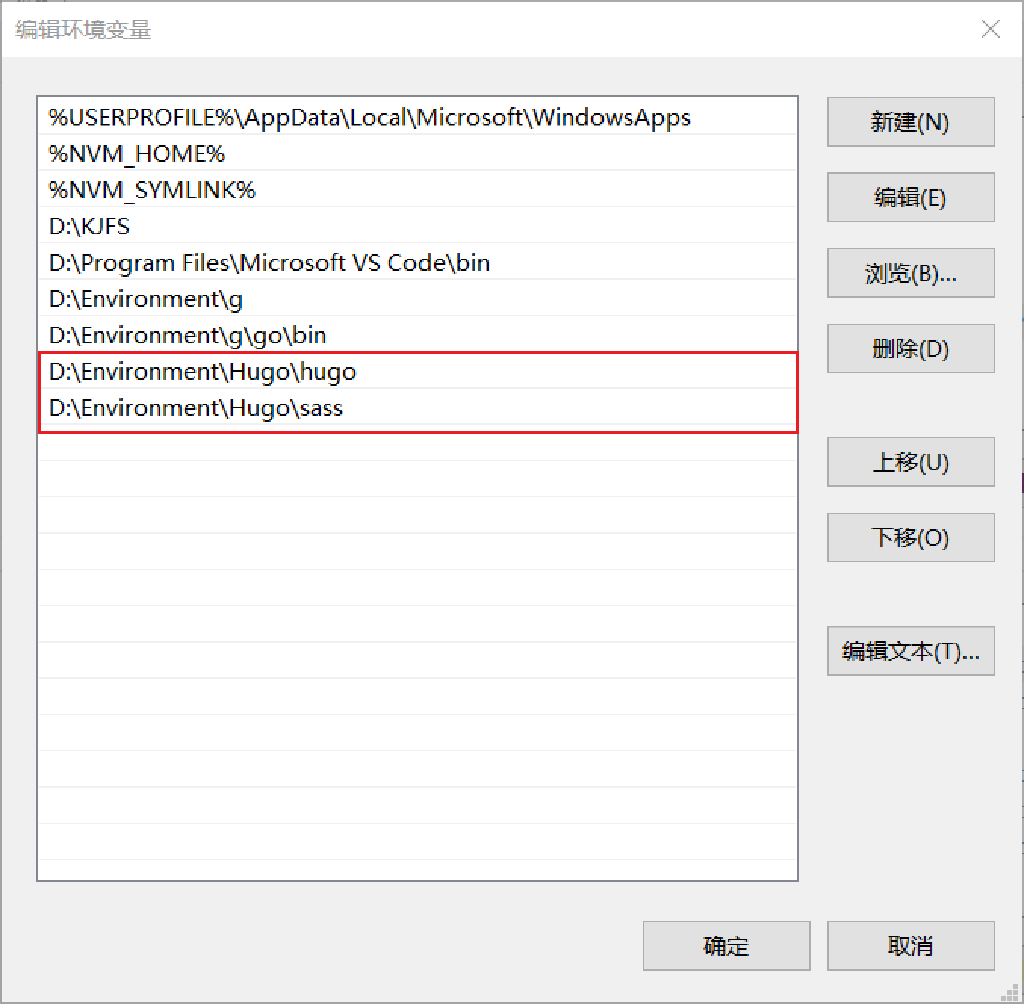 编辑环境变量
%USERPROFILE%\AppData\Local\Microsoft\WindowsApps
%NVM_HOME%
%NVM_SYMLINK%
D:\KJFS
D:\Program Files\Microsoft VS Code\bin
D:\Environment\g
D:\Environment\g\go\bin
D:\Environment\Hugo\hugo
D:\Environment\Hugo\sass
新建(N)
编辑(E)
浏览(B)...
删除(D)
上移(U)
下移(O)
编辑文本(T)...
确定
取消